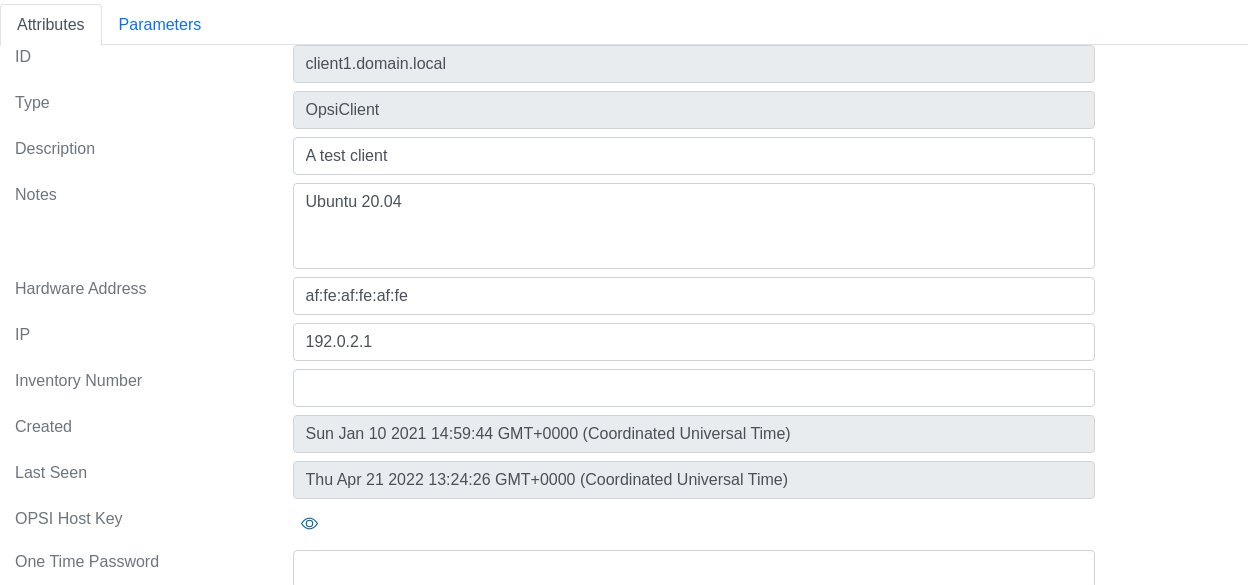 Attributes Parameters
ID client1.domain.local
Type OpsiClient
Description A test client
Notes Ubuntu 20.04
Hardware Address af:fe:af:fe:af:fe
IP 192.0.2.1
Inventory Number
Created Sun Jan 10 2021 14:59:44 GMT+0000 (Coordinated Universal Time)
Last Seen Thu Apr 21 2022 13:24:26 GMT+0000 (Coordinated Universal Time)
OPSI Host Key
One Time Password